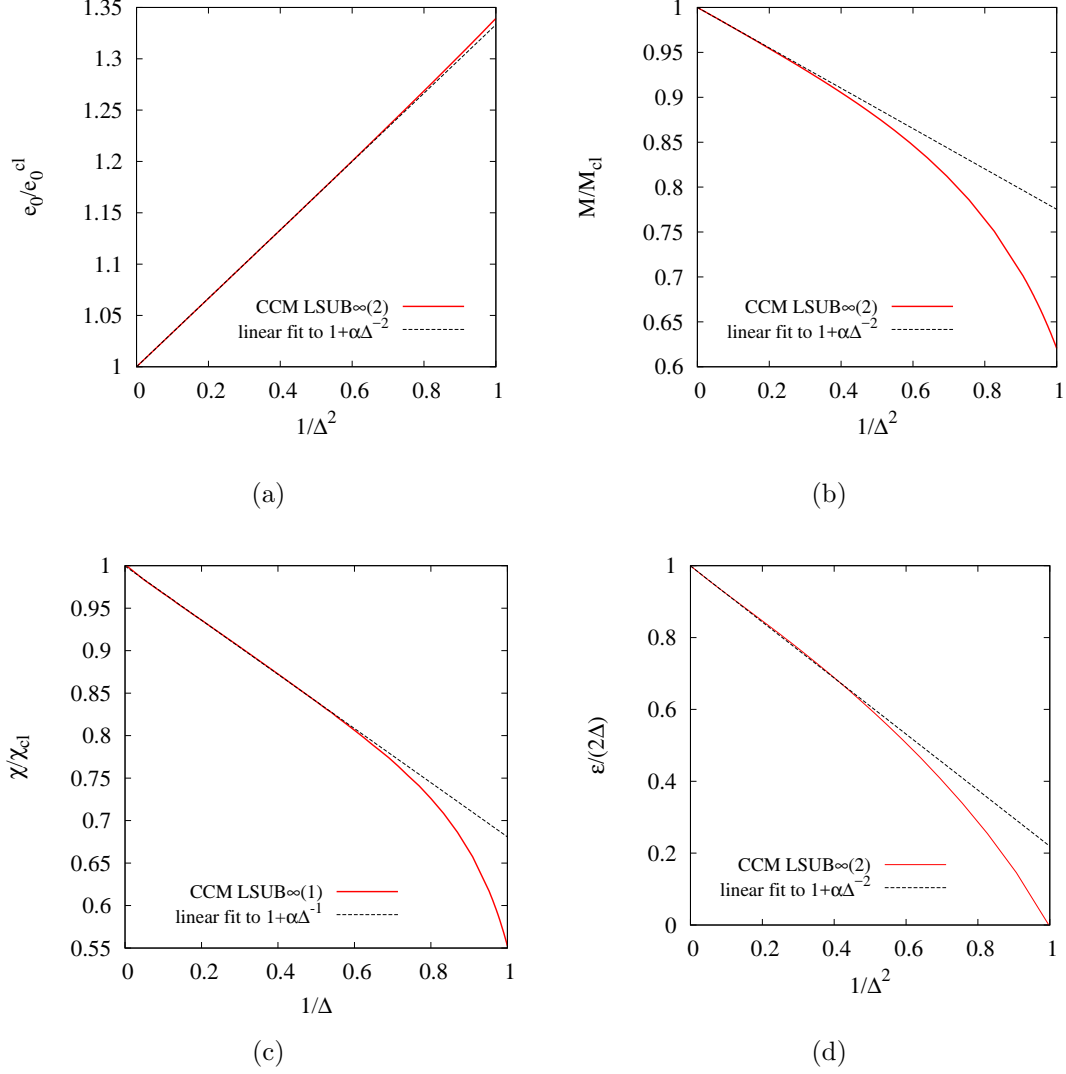 1.35
1.3
1.25
1.2
1.15
1.1
1.05
1
0 0.2 0.4 0.6 0.8 1
e₀/e₀ᶜˡ
1/Δ²
CCM LSUB∞(2)
linear fit to 1+αΔ⁻²
(a)
1
0.95
0.9
0.85
0.8
0.75
0.7
0.65
0.6
0 0.2 0.4 0.6 0.8 1
M/M_cl
1/Δ²
CCM LSUB∞(2)
linear fit to 1+αΔ⁻²
(b)
1
0.95
0.9
0.85
0.8
0.75
0.7
0.65
0.6
0.55
0 0.2 0.4 0.6 0.8 1
χ/χ_cl
1/Δ
CCM LSUB∞(1)
linear fit to 1+αΔ⁻¹
(c)
1
0.8
0.6
0.4
0.2
0
0 0.2 0.4 0.6 0.8 1
ε/(2Δ)
1/Δ²
CCM LSUB∞(2)
linear fit to 1+αΔ⁻²
(d)